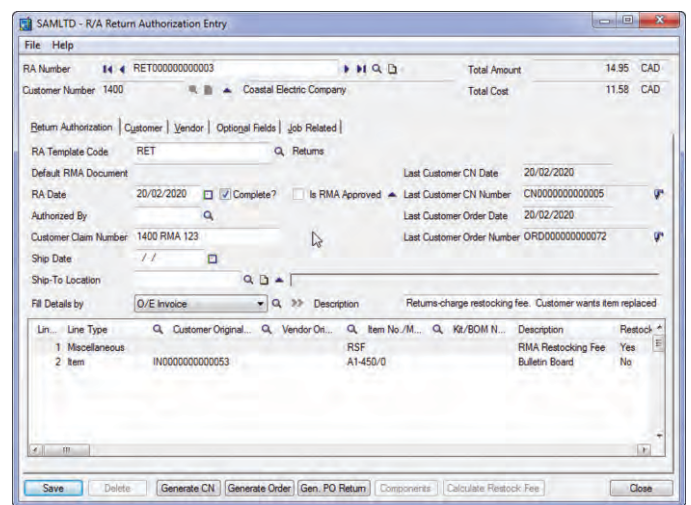 SAMLTD - R/A Return Authorization Entry
File Help
RA Number RET000000000003 Total Amount 14.95 CAD
Customer Number 1400 Coastal Electric Company Total Cost 11.58 CAD
Return Authorization Customer Vendor Optional Fields Job Related
RA Template Code RET Returns
Default RMA Document Last Customer CN Date 20/02/2020
RA Date 20/02/2020 Complete? Is RMA Approved Last Customer CN Number CN0000000000005
Authorized By Last Customer Order Date 20/02/2020
Customer Claim Number 1400 RMA 123 Last Customer Order Number ORD000000000072
Ship Date / /
Ship-To Location
Fill Details by O/E Invoice >> Description Returns-charge restocking fee. Customer wants item replaced
Lin... Line Type Customer Original... Vendor Ori... Item No./M... Kit/BOM N... Description Restock
1 Miscellaneous RSF RMA Restocking Fee Yes
2 Item IN0000000000053 A1-450/0 Bulletin Board No
Save Delete Generate CN Generate Order Gen. PO Return Components Calculate Restock Fee Close